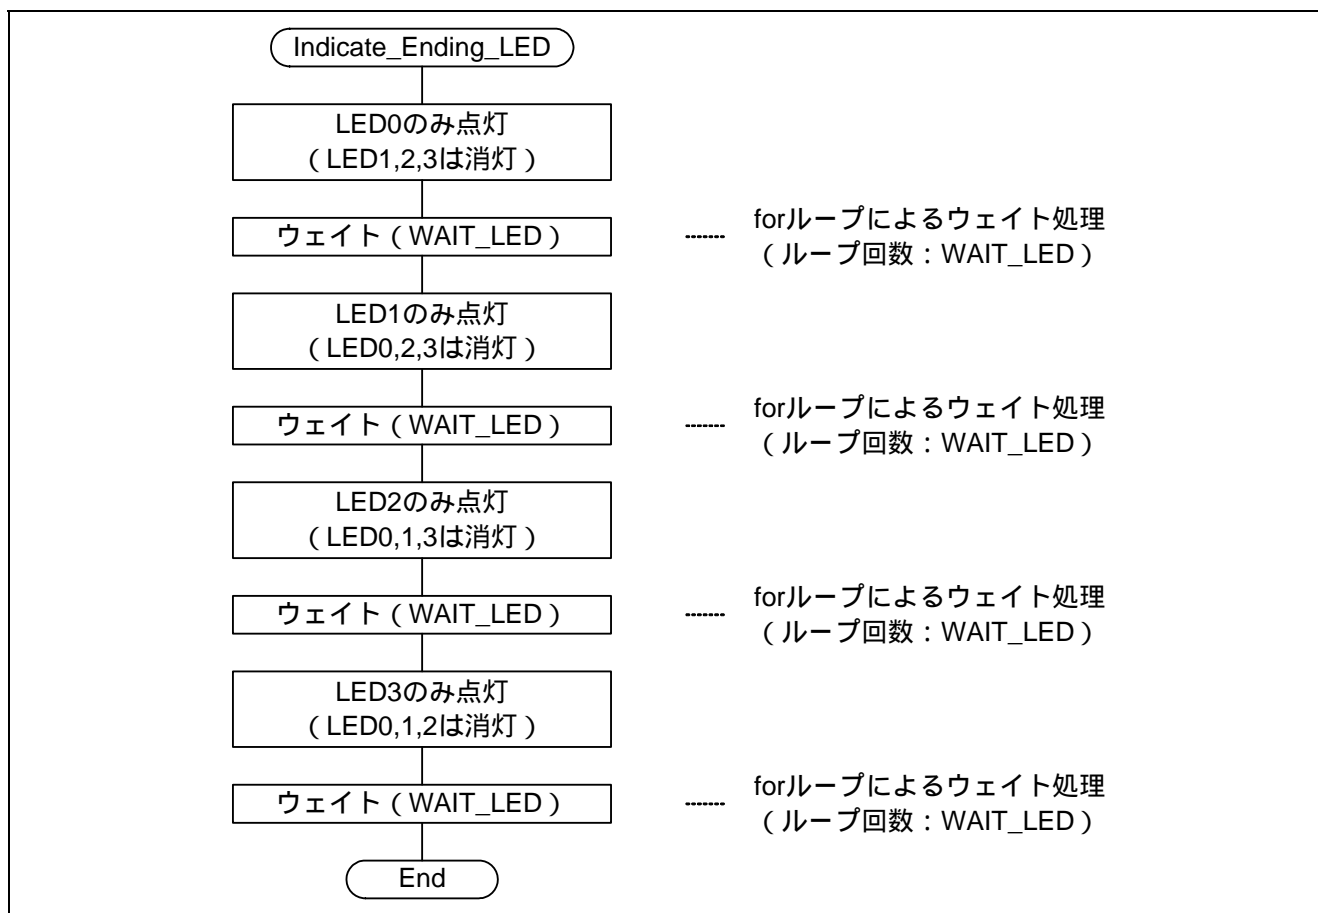 Indicate_Ending_LED
LED0のみ点灯
（LED1,2,3は消灯）
ウェイト（WAIT_LED）
forループによるウェイト処理
（ループ回数：WAIT_LED）
LED1のみ点灯
（LED0,2,3は消灯）
ウェイト（WAIT_LED）
forループによるウェイト処理
（ループ回数：WAIT_LED）
LED2のみ点灯
（LED0,1,3は消灯）
ウェイト（WAIT_LED）
forループによるウェイト処理
（ループ回数：WAIT_LED）
LED3のみ点灯
（LED0,1,2は消灯）
ウェイト（WAIT_LED）
forループによるウェイト処理
（ループ回数：WAIT_LED）
End